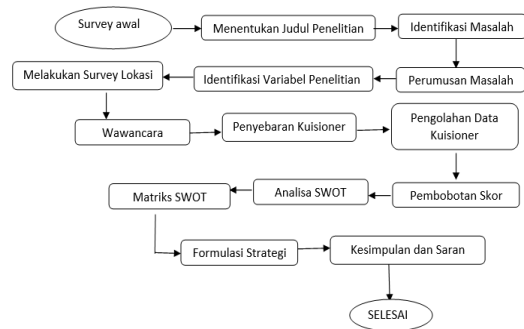 Survey awal
Menentukan Judul Penelitian
Identifikasi Masalah
Perumusan Masalah
Identifikasi Variabel Penelitian
Melakukan Survey Lokasi
Wawancara
Penyebaran Kuisioner
Pengolahan Data
Kuisioner
Pembobotan Skor
Analisa SWOT
Matriks SWOT
Formulasi Strategi
Kesimpulan dan Saran
SELESAI